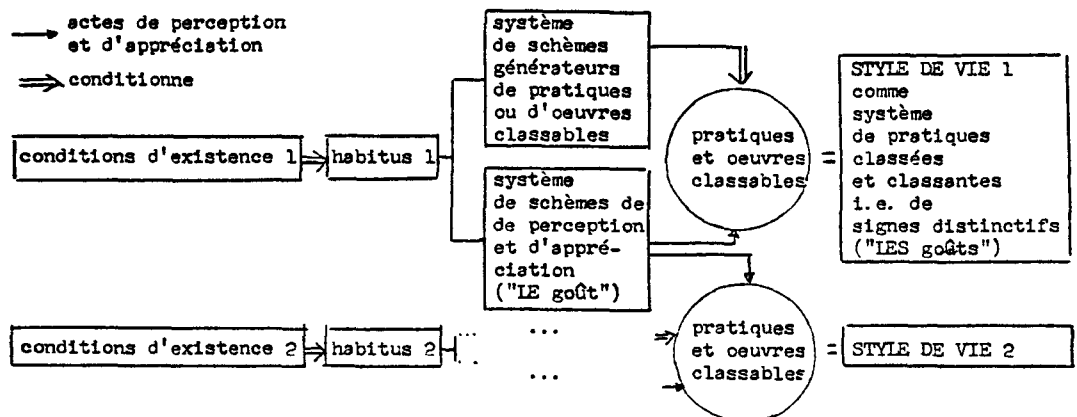 actes de perception
et d'appréciation
conditionne
conditions d'existence 1
habitus 1
système
de schèmes
générateurs
de pratiques
ou d'oeuvres
classables
système
de schèmes de
de perception
et d'appré-
ciation
("LE goût")
pratiques
et oeuvres
classables
=
STYLE DE VIE 1
comme
système
de pratiques
classées
et classantes
i.e. de
signes distinctifs
("LES goûts")
conditions d'existence 2
habitus 2
...
...
...
...
pratiques
et oeuvres
classables
=
STYLE DE VIE 2